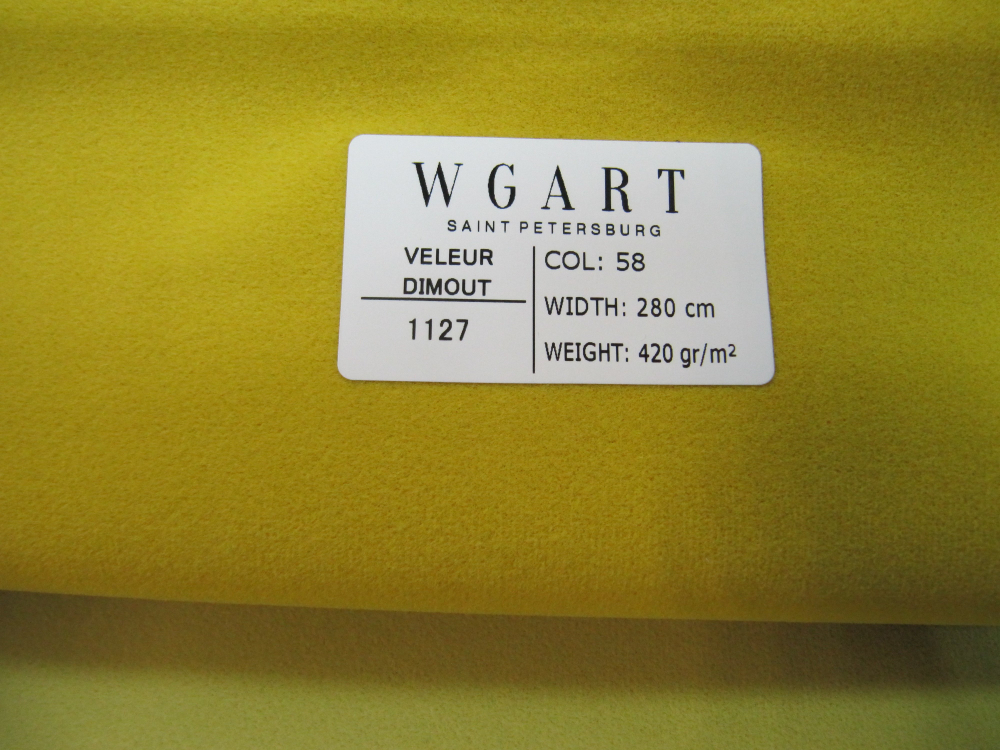 WGART
SAINT PETERSBURG
VELEUR
DIMOUT
1127
COL: 58
WIDTH: 280 cm
WEIGHT: 420 gr/m²